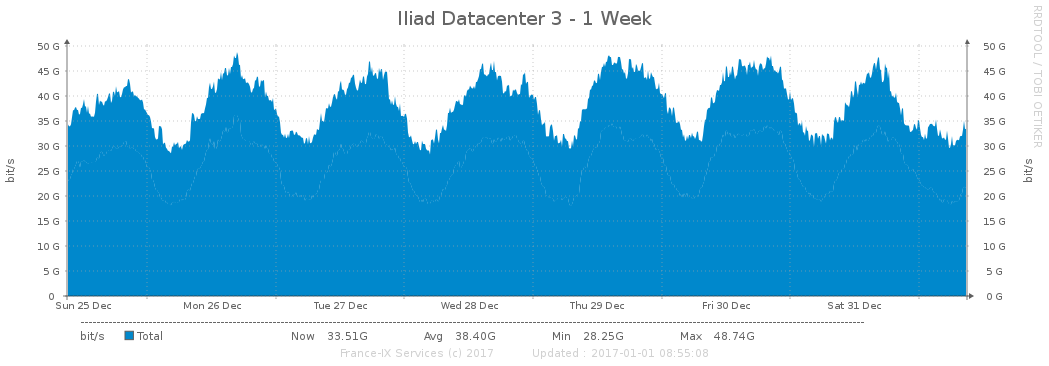 Iliad Datacenter 3 - 1 Week
RRDTOOL / TOBI OETIKER
50 G 50 G
45 G 45 G
40 G 40 G
35 G 35 G
30 G 30 G
25 G 25 G
20 G 20 G
15 G 15 G
10 G 10 G
5 G 5 G
0 0 G
bit/s bit/s
Sun 25 Dec Mon 26 Dec Tue 27 Dec Wed 28 Dec Thu 29 Dec Fri 30 Dec Sat 31 Dec
bit/s Total Now 33.51G Avg 38.40G Min 28.25G Max 48.74G
France-IX Services (c) 2017 Updated : 2017-01-01 08:55:08